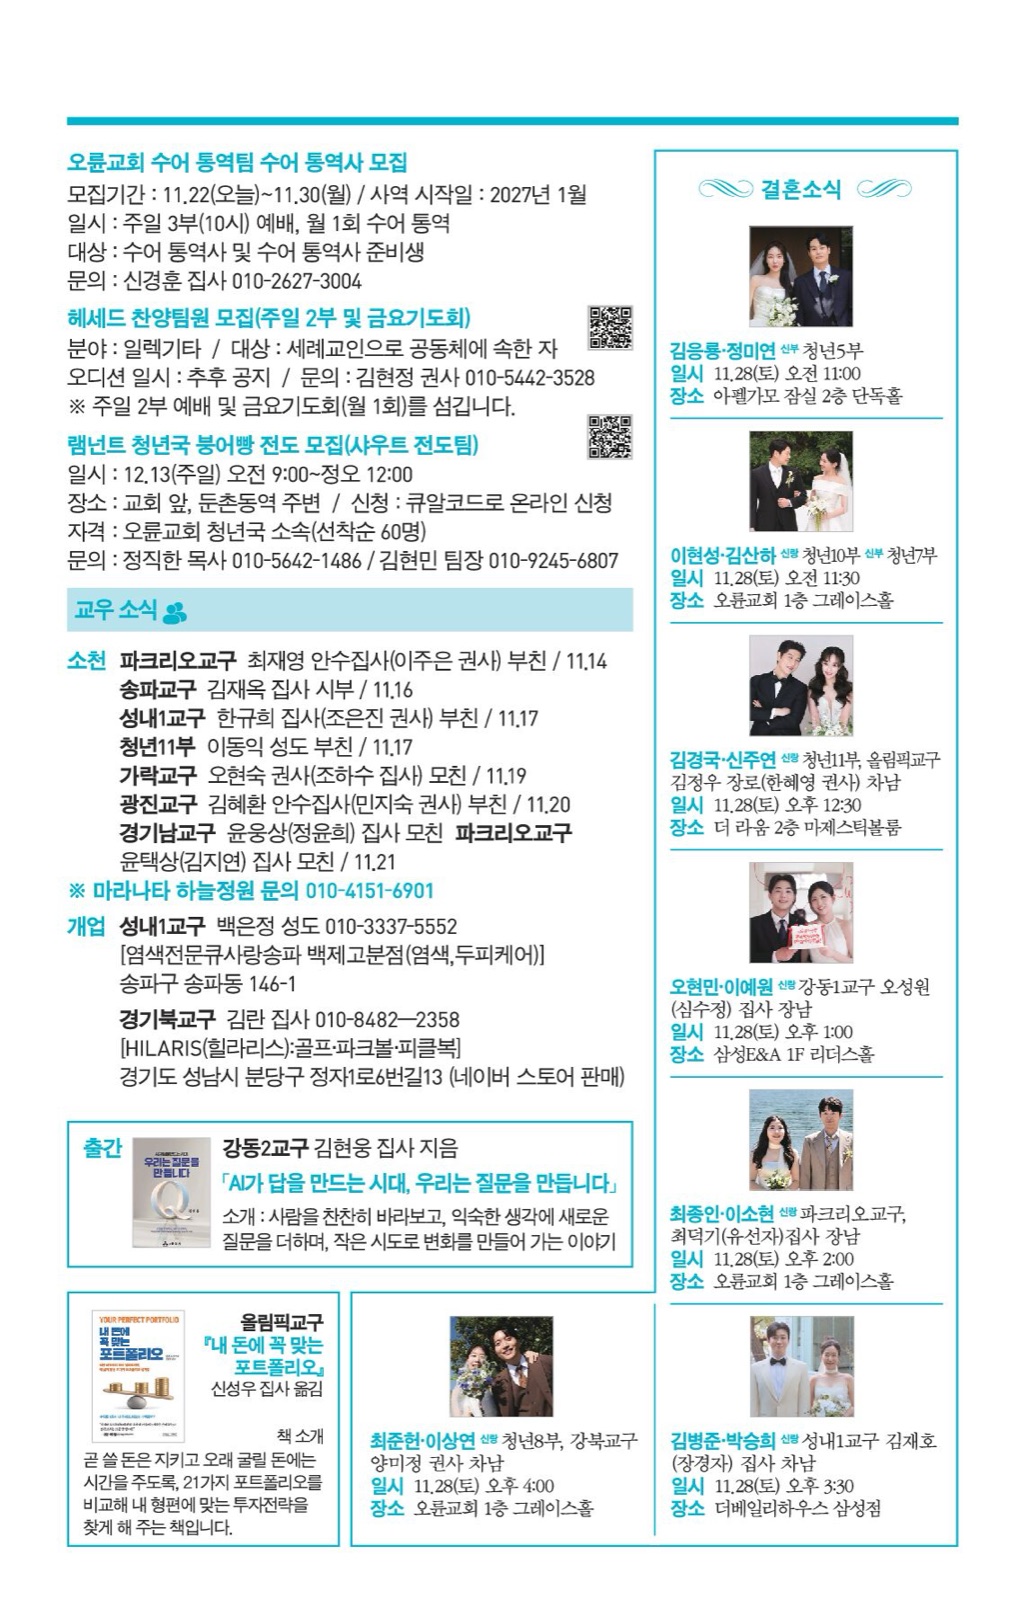 오륜교회 수어 통역팀 수어 통역사 모집
모집기간 : 11.22(오늘)~11.30(월) / 사역 시작일 : 2027년 1월
일시 : 주일 3부(10시) 예배, 월 1회 수어 통역
대상 : 수어 통역사 및 수어 통역사 준비생
문의 : 신경훈 집사 010-2627-3004
헤세드 찬양팀원 모집(주일 2부 및 금요기도회)
분야 : 일렉기타 / 대상 : 세례교인으로 공동체에 속한 자
오디션 일시 : 추후 공지 / 문의 : 김현정 권사 010-5442-3528
※ 주일 2부 예배 및 금요기도회(월 1회)를 섬깁니다.
램넌트 청년국 붕어빵 전도 모집(샤우트 전도팀)
일시 : 12.13(주일) 오전 9:00~정오 12:00
장소 : 교회 앞, 둔촌동역 주변 / 신청 : 큐알코드로 온라인 신청
자격 : 오륜교회 청년국 소속(선착순 60명)
문의 : 정직한 목사 010-5642-1486 / 김현민 팀장 010-9245-6807
교우 소식
소천 파크리오교구 최재영 안수집사(이주은 권사) 부친 / 11.14
송파교구 김재옥 집사 시부 / 11.16
성내1교구 한규희 집사(조은진 권사) 부친 / 11.17
청년11부 이동익 성도 부친 / 11.17
가락교구 오현숙 권사(조하수 집사) 모친 / 11.19
광진교구 김혜환 안수집사(민지숙 권사) 부친 / 11.20
경기남교구 윤웅상(정윤희) 집사 모친 파크리오교구
윤택상(김지연) 집사 모친 / 11.21
※ 마라나타 하늘정원 문의 010-4151-6901
개업 성내1교구 백은정 성도 010-3337-5552
[염색전문큐사랑송파 백제고분점(염색,두피케어)]
송파구 송파동 146-1
경기북교구 김란 집사 010-8482—2358
[HILARIS(힐라리스):골프·파크볼·피클복]
경기도 성남시 분당구 정자1로6번길13 (네이버 스토어 판매)
출간
우리는 질문을
만듭니다
강동2교구 김현웅 집사 지음
「AI가 답을 만드는 시대, 우리는 질문을 만듭니다」
소개 : 사람을 찬찬히 바라보고, 익숙한 생각에 새로운
질문을 더하며, 작은 시도로 변화를 만들어 가는 이야기
YOUR PERFECT PORTFOLIO
내 돈에
꼭 맞는
포트폴리오
올림픽교구
『내 돈에 꼭 맞는
포트폴리오』
신성우 집사 옮김
책 소개
곧 쓸 돈은 지키고 오래 굴릴 돈에는
시간을 주도록, 21가지 포트폴리오를
비교해 내 형편에 맞는 투자전략을
찾게 해 주는 책입니다.
결혼소식
김응룡·정미연 신부 청년5부
일시 11.28(토) 오전 11:00
장소 아펠가모 잠실 2층 단독홀
이현성·김산하 신랑 청년10부 신부 청년7부
일시 11.28(토) 오전 11:30
장소 오륜교회 1층 그레이스홀
김경국·신주연 신랑 청년11부, 올림픽교구
김정우 장로(한혜영 권사) 차남
일시 11.28(토) 오후 12:30
장소 더 라움 2층 마제스틱볼룸
오현민·이예원 신랑 강동1교구 오성원
(심수정) 집사 장남
일시 11.28(토) 오후 1:00
장소 삼성E&A 1F 리더스홀
최종인·이소현 신랑 파크리오교구,
최덕기(유선자)집사 장남
일시 11.28(토) 오후 2:00
장소 오륜교회 1층 그레이스홀
김병준·박승희 신랑 성내1교구 김재호
(장경자) 집사 차남
일시 11.28(토) 오후 3:30
장소 더베일리하우스 삼성점
최준헌·이상연 신랑 청년8부, 강북교구
양미정 권사 차남
일시 11.28(토) 오후 4:00
장소 오륜교회 1층 그레이스홀